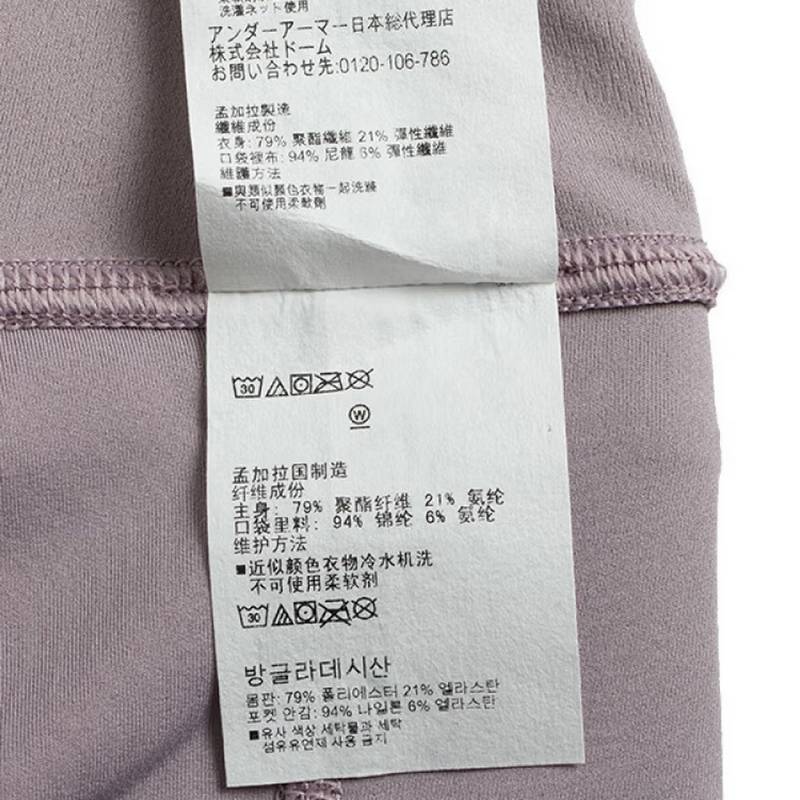 洗濯ネット使用
アンダーアーマー日本総代理店
株式会社ドーム
お問い合わせ先:0120-106-786
孟加拉製造
纖維成份
衣身: 79% 聚酯纖維 21% 彈性纖維
口袋裡布: 94% 尼龍 6% 彈性纖維
維護方法
■與類似顏色衣物一起洗滌
不可使用柔軟劑
30
W
孟加拉国制造
纤维成份
主身: 79% 聚酯纤维 21% 氨纶
口袋里料: 94% 锦纶 6% 氨纶
维护方法
■近似颜色衣物冷水机洗
不可使用柔软剂
30
방글라데시산
몸판: 79% 폴리에스터 21% 엘라스탄
포켓 안감: 94% 나일론 6% 엘라스탄
■유사 색상 세탁물과 세탁
섬유유연제 사용 금지